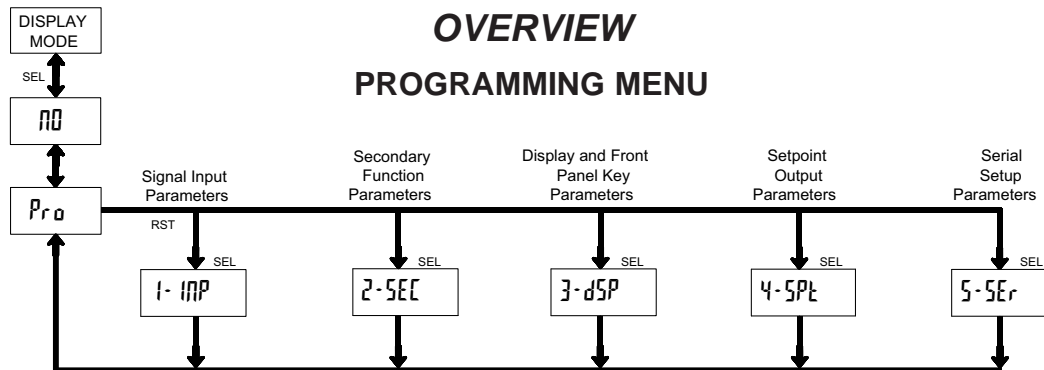 DISPLAY
MODE
OVERVIEW
PROGRAMMING MENU
SEL
NO
Pro
Signal Input
Parameters
Secondary
Function
Parameters
Display and Front
Panel Key
Parameters
Setpoint
Output
Parameters
Serial
Setup
Parameters
RST
SEL
SEL
SEL
SEL
SEL
1-INP
2-SEC
3-dSP
4-SPt
5-SEr